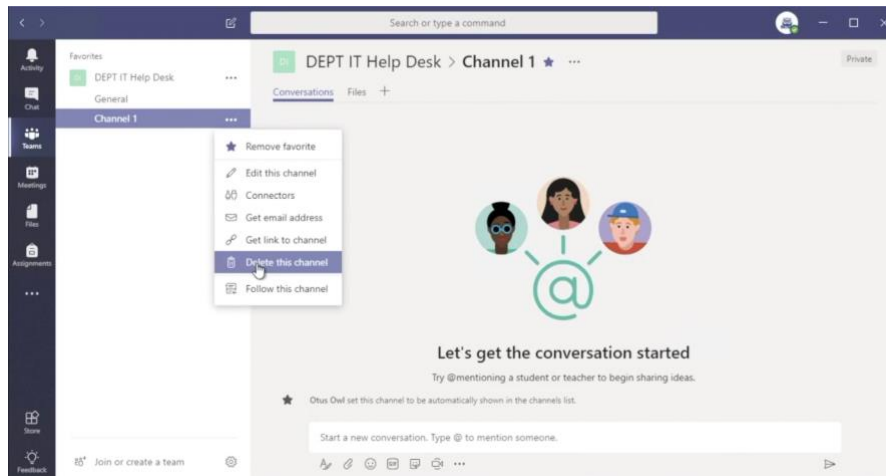 Search or type a command
Activity
Chat
Teams
Meetings
Files
Assignments
Store
Feedback
Favorites
DI
DEPT IT Help Desk
General
Channel 1
Join or create a team
Remove favorite
Edit this channel
Connectors
Get email address
Get link to channel
Delete this channel
Follow this channel
DI
DEPT IT Help Desk > Channel 1
Private
Conversations Files +
@
Let's get the conversation started
Try @mentioning a student or teacher to begin sharing ideas.
Otus Owl set this channel to be automatically shown in the channels list.
Start a new conversation. Type @ to mention someone.
GIF